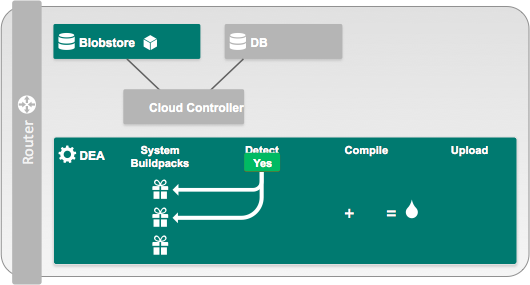 Router
Blobstore
DB
Cloud Controller
DEA
System
Buildpacks
Detect
Yes
Compile
Upload
+ =